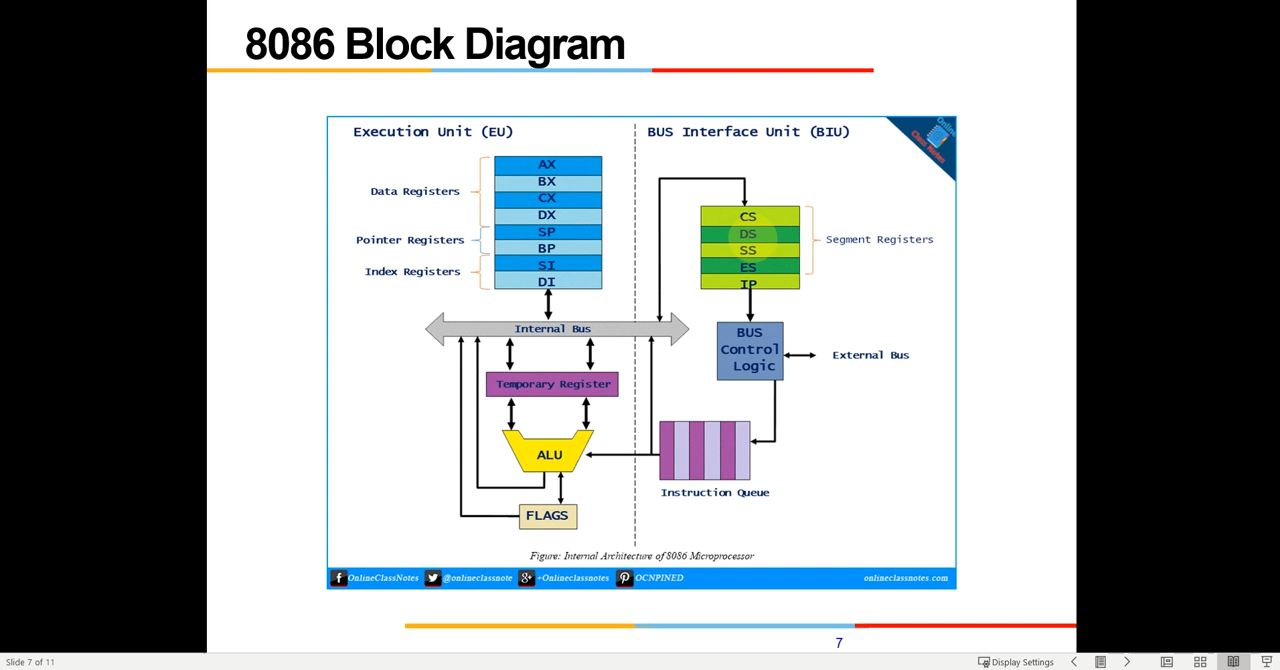 8086 Block Diagram
Execution Unit (EU)
BUS Interface Unit (BIU)
Online
Class Notes
Data Registers
Pointer Registers
Index Registers
AX
BX
CX
DX
SP
BP
SI
DI
CS
DS
SS
ES
IP
Segment Registers
Internal Bus
BUS
Control
Logic
External Bus
Temporary Register
ALU
Instruction Queue
FLAGS
Figure: Internal Architecture of 8086 Microprocessor
OnlineClassNotes @onlineclassnote +Onlineclassnotes OCNPINED onlineclassnotes.com
7
Slide 7 of 11
Display Settings